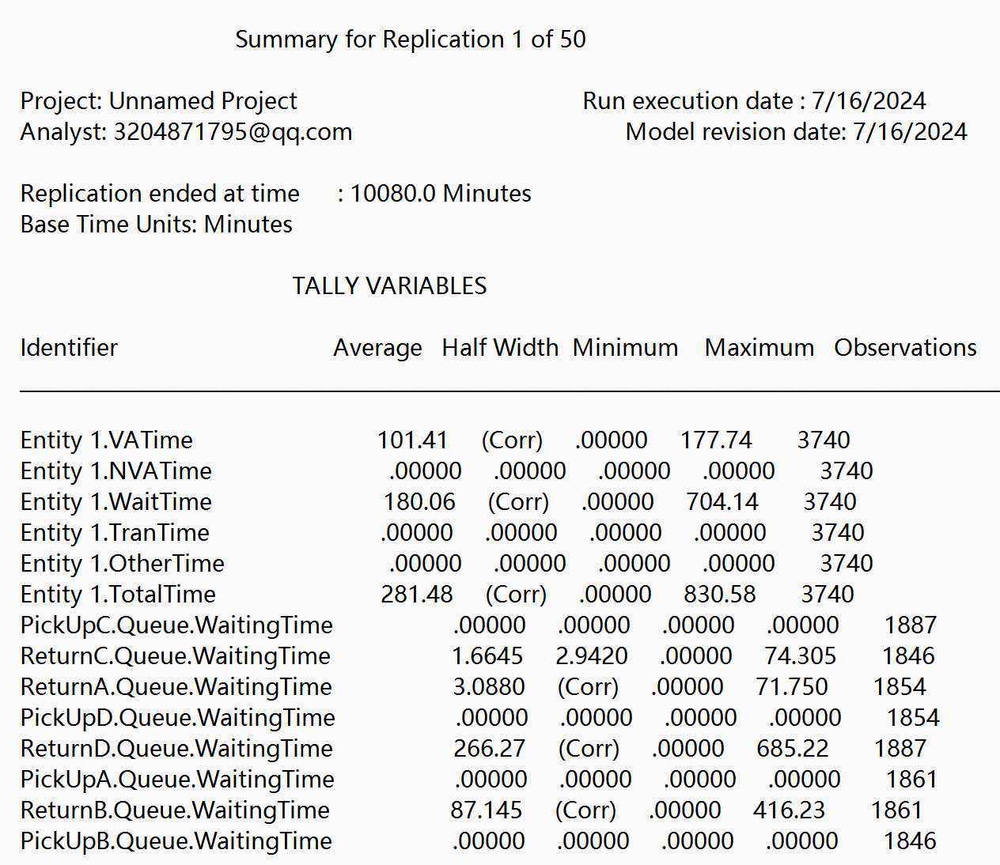 Summary for Replication 1 of 50
Project: Unnamed Project Run execution date : 7/16/2024
Analyst: 3204871795@qq.com Model revision date: 7/16/2024
Replication ended at time : 10080.0 Minutes
Base Time Units: Minutes
TALLY VARIABLES
Identifier Average Half Width Minimum Maximum Observations
Entity 1.VATime 101.41 (Corr) .00000 177.74 3740
Entity 1.NVATime .00000 .00000 .00000 .00000 3740
Entity 1.WaitTime 180.06 (Corr) .00000 704.14 3740
Entity 1.TranTime .00000 .00000 .00000 .00000 3740
Entity 1.OtherTime .00000 .00000 .00000 .00000 3740
Entity 1.TotalTime 281.48 (Corr) .00000 830.58 3740
PickUpC.Queue.WaitingTime .00000 .00000 .00000 .00000 1887
ReturnC.Queue.WaitingTime 1.6645 2.9420 .00000 74.305 1846
ReturnA.Queue.WaitingTime 3.0880 (Corr) .00000 71.750 1854
PickUpD.Queue.WaitingTime .00000 .00000 .00000 .00000 1854
ReturnD.Queue.WaitingTime 266.27 (Corr) .00000 685.22 1887
PickUpA.Queue.WaitingTime .00000 .00000 .00000 .00000 1861
ReturnB.Queue.WaitingTime 87.145 (Corr) .00000 416.23 1861
PickUpB.Queue.WaitingTime .00000 .00000 .00000 .00000 1846